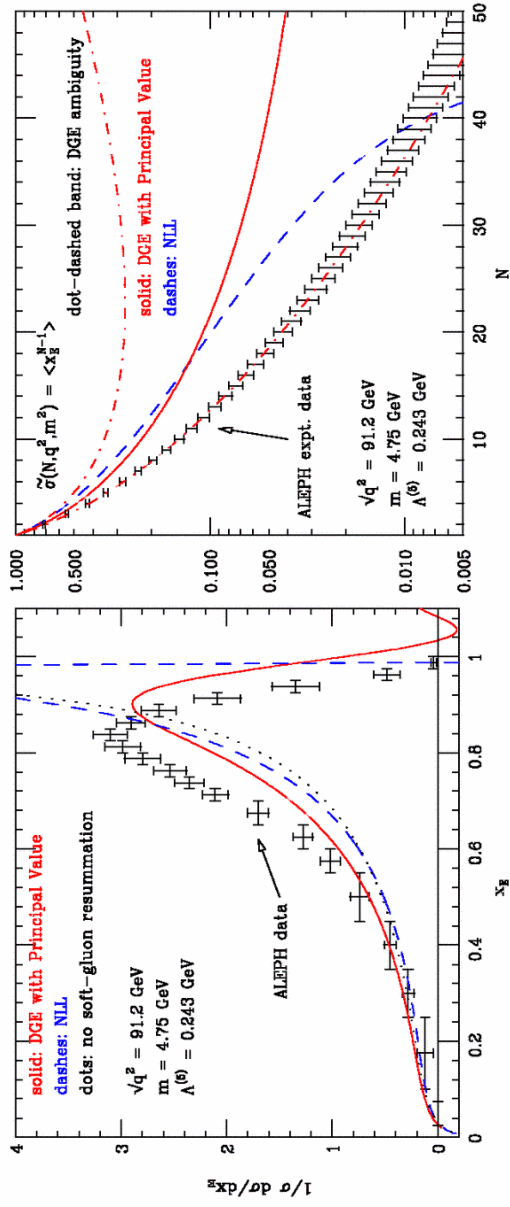 solid: DGE with Principal Value
dashes: NLL
dots: no soft-gluon resummation
√q² = 91.2 GeV
m = 4.75 GeV
Λ⁽⁵⁾ = 0.243 GeV
ALEPH data
1/σ dσ/dx_E
4
3
2
1
0
0
0.2
0.4
0.6
0.8
1
x_E
σ̃(N,q²,m²) = <x_E^{N-1}>
dot-dashed band: DGE ambiguity
solid: DGE with Principal Value
dashes: NLL
ALEPH expt. data
√q² = 91.2 GeV
m = 4.75 GeV
Λ⁽⁵⁾ = 0.243 GeV
1.000
0.500
0.100
0.050
0.010
0.005
10
20
30
40
50
N